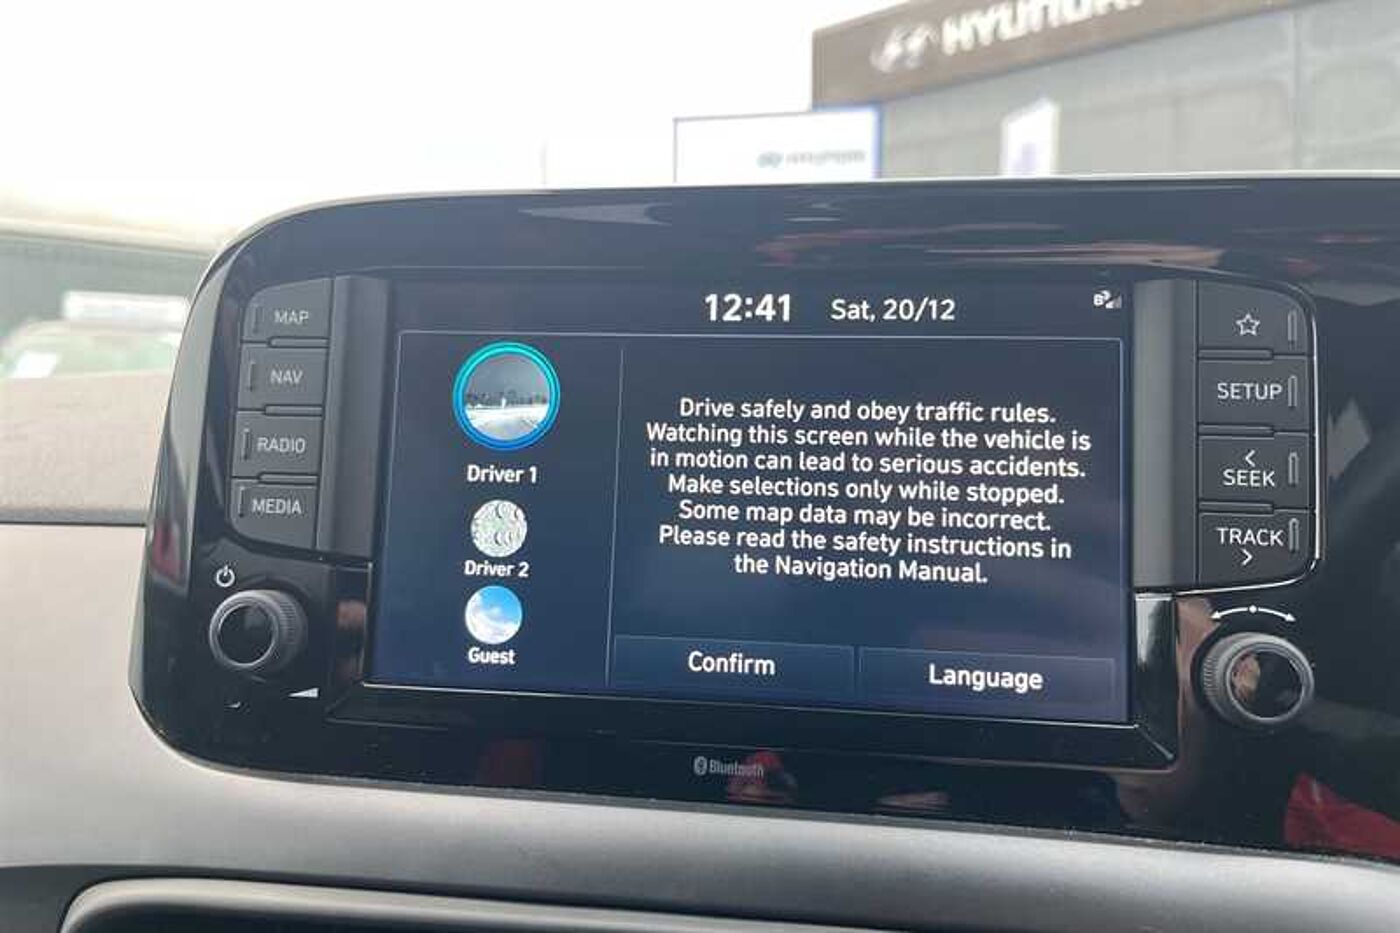 HYUNDAI
HYUNDAI
12:41 Sat, 20/12
MAP
NAV
RADIO
MEDIA
Driver 1
Driver 2
Guest
Drive safely and obey traffic rules.
Watching this screen while the vehicle is
in motion can lead to serious accidents.
Make selections only while stopped.
Some map data may be incorrect.
Please read the safety instructions in
the Navigation Manual.
Confirm
Language
SETUP
<
SEEK
TRACK
>
Bluetooth